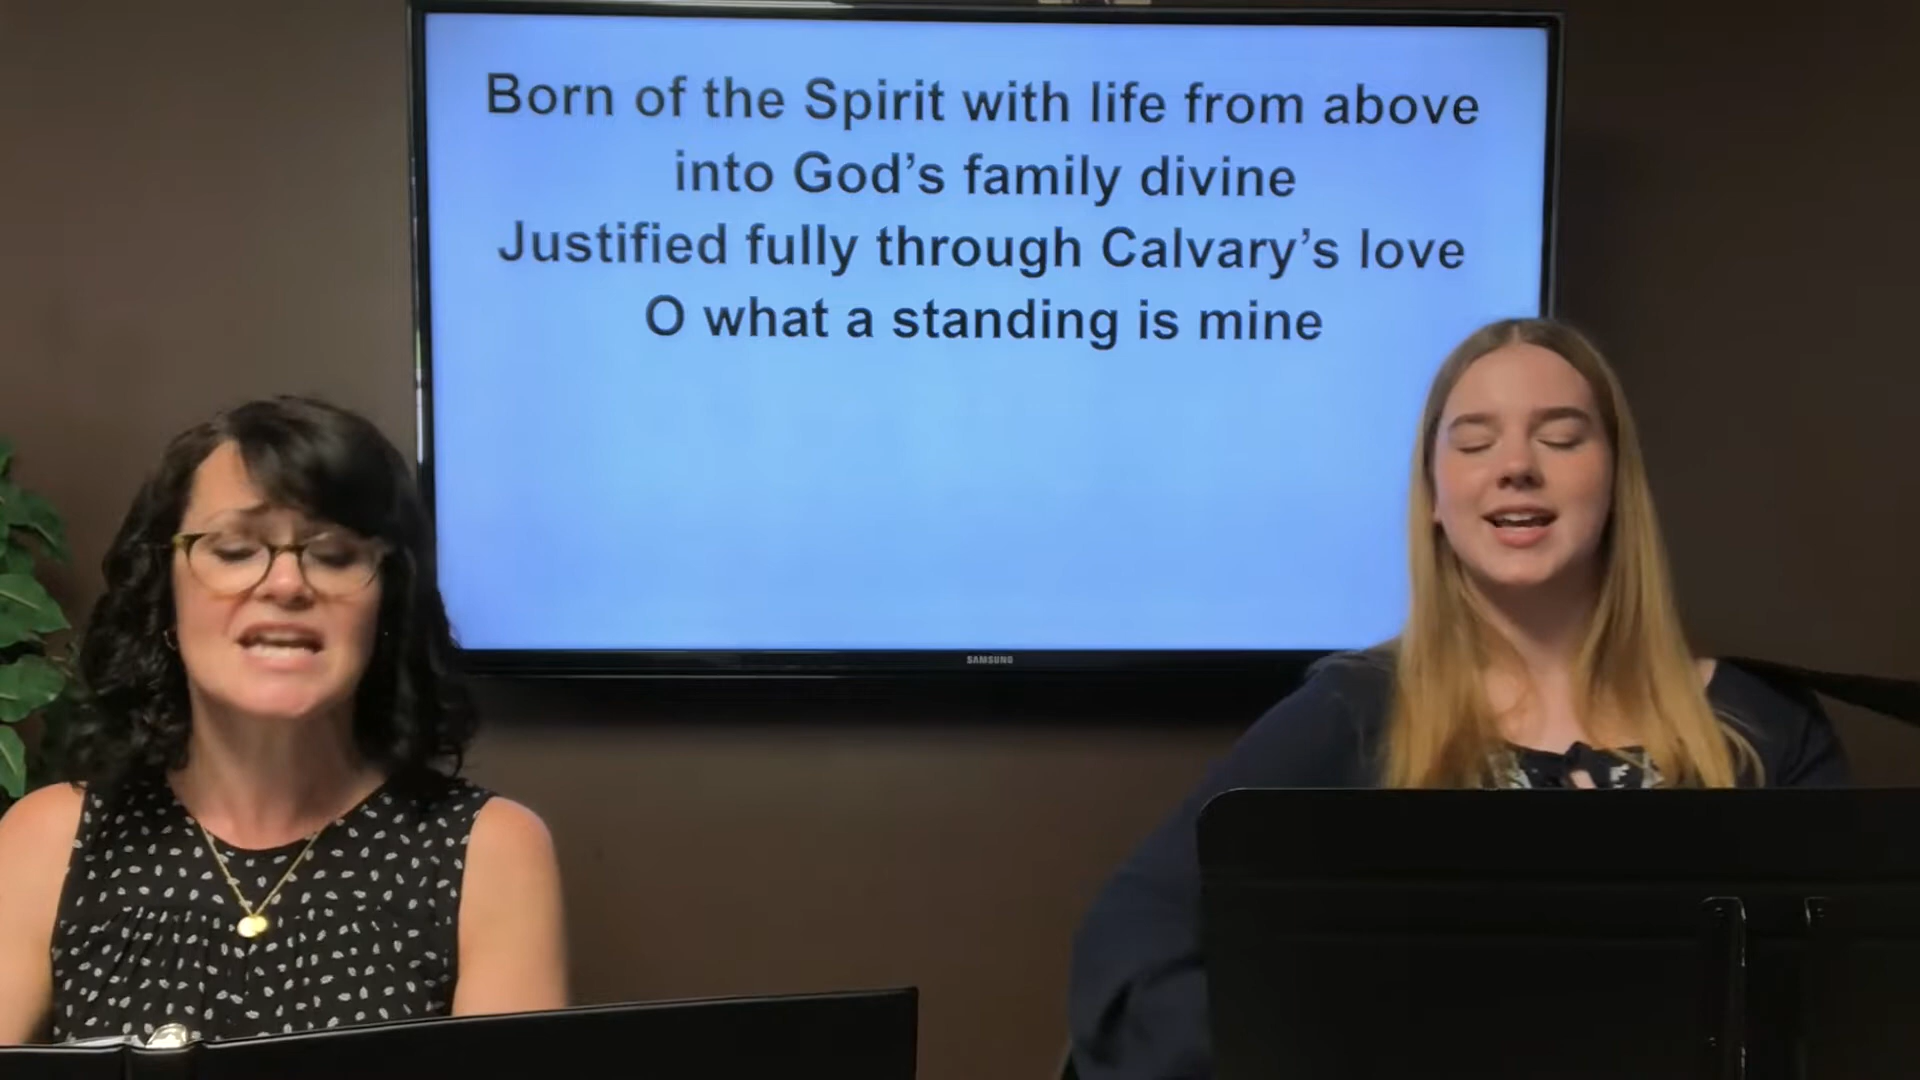 Born of the Spirit with life from above
into God’s family divine
Justified fully through Calvary’s love
O what a standing is mine
SAMSUNG